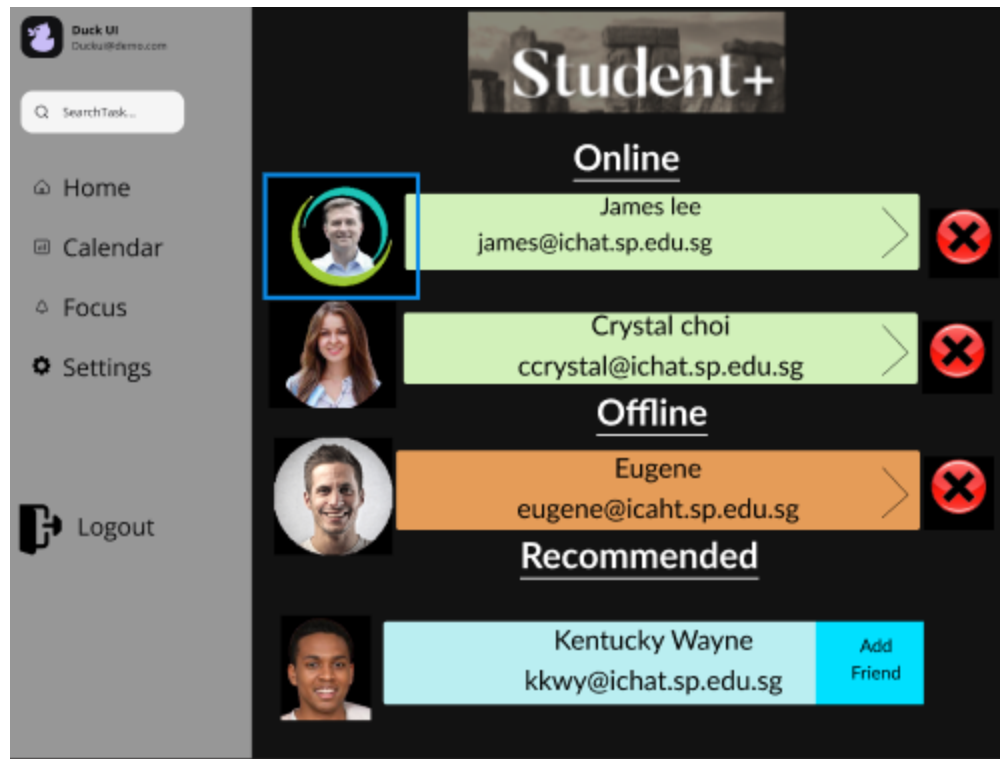 Duck UI
Duckui@demo.com
SearchTask...
Home
Calendar
Focus
Settings
Logout
Student+
Online
James lee
james@ichat.sp.edu.sg
Crystal choi
ccrystal@ichat.sp.edu.sg
Offline
Eugene
eugene@icaht.sp.edu.sg
Recommended
Kentucky Wayne
kkwy@ichat.sp.edu.sg
Add
Friend